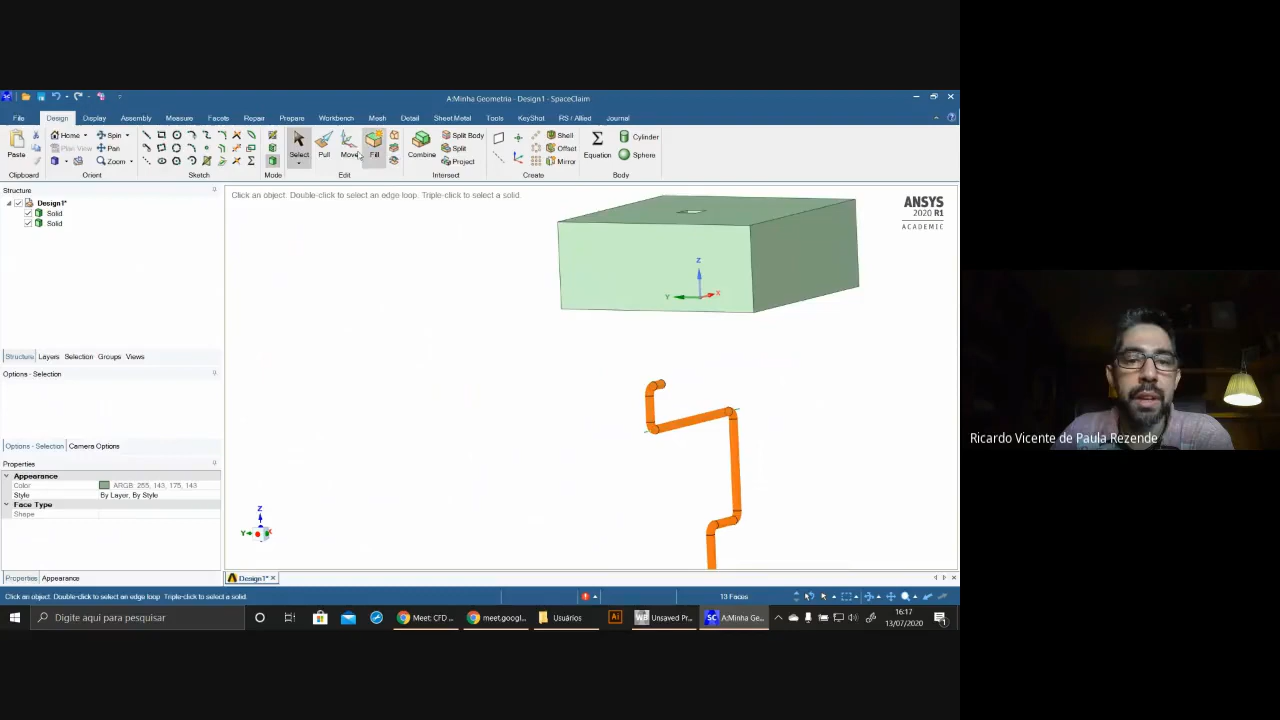 A:Minha Geometria - Design1 - SpaceClaim
File Design Display Assembly Measure Facets Repair Prepare Workbench Mesh Detail Sheet Metal Tools KeyShot RS / Allied Journal
Home Spin Split Body Shell Cylinder
Plan View Pan Split Offset Sphere
Zoom Project Mirror
Paste Select Pull Move Fill Combine Equation
Clipboard Orient Sketch Mode Edit Intersect Create Body
Structure
Design1*
Solid
Solid
Click an object. Double-click to select an edge loop. Triple-click to select a solid.
ANSYS
2020 R1
ACADEMIC
Z
Y
X
Structure Layers Selection Groups Views
Options - Selection
Options - Selection Camera Options
Properties
Appearance
Color ARGB: 255, 143, 175, 143
Style By Layer, By Style
Face Type
Shape
Z
Y
X
Properties Appearance
Design1*
Click an object. Double-click to select an edge loop. Triple-click to select a solid.
13 Faces
Digite aqui para pesquisar
Meet: CFD ...
meet.googl...
Usuários
Ai
WB Unsaved Pr...
SC A:Minha Ge...
16:17
13/07/2020
1
Ricardo Vicente de Paula Rezende